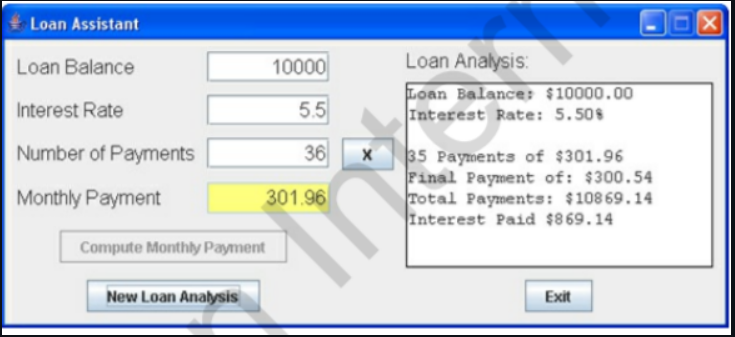 Loan Assistant
Loan Balance
10000
Interest Rate
5.5
Number of Payments
36
X
Monthly Payment
301.96
Compute Monthly Payment
New Loan Analysis
Loan Analysis:
Loan Balance: $10000.00
Interest Rate: 5.50%
35 Payments of $301.96
Final Payment of: $300.54
Total Payments: $10869.14
Interest Paid $869.14
Exit